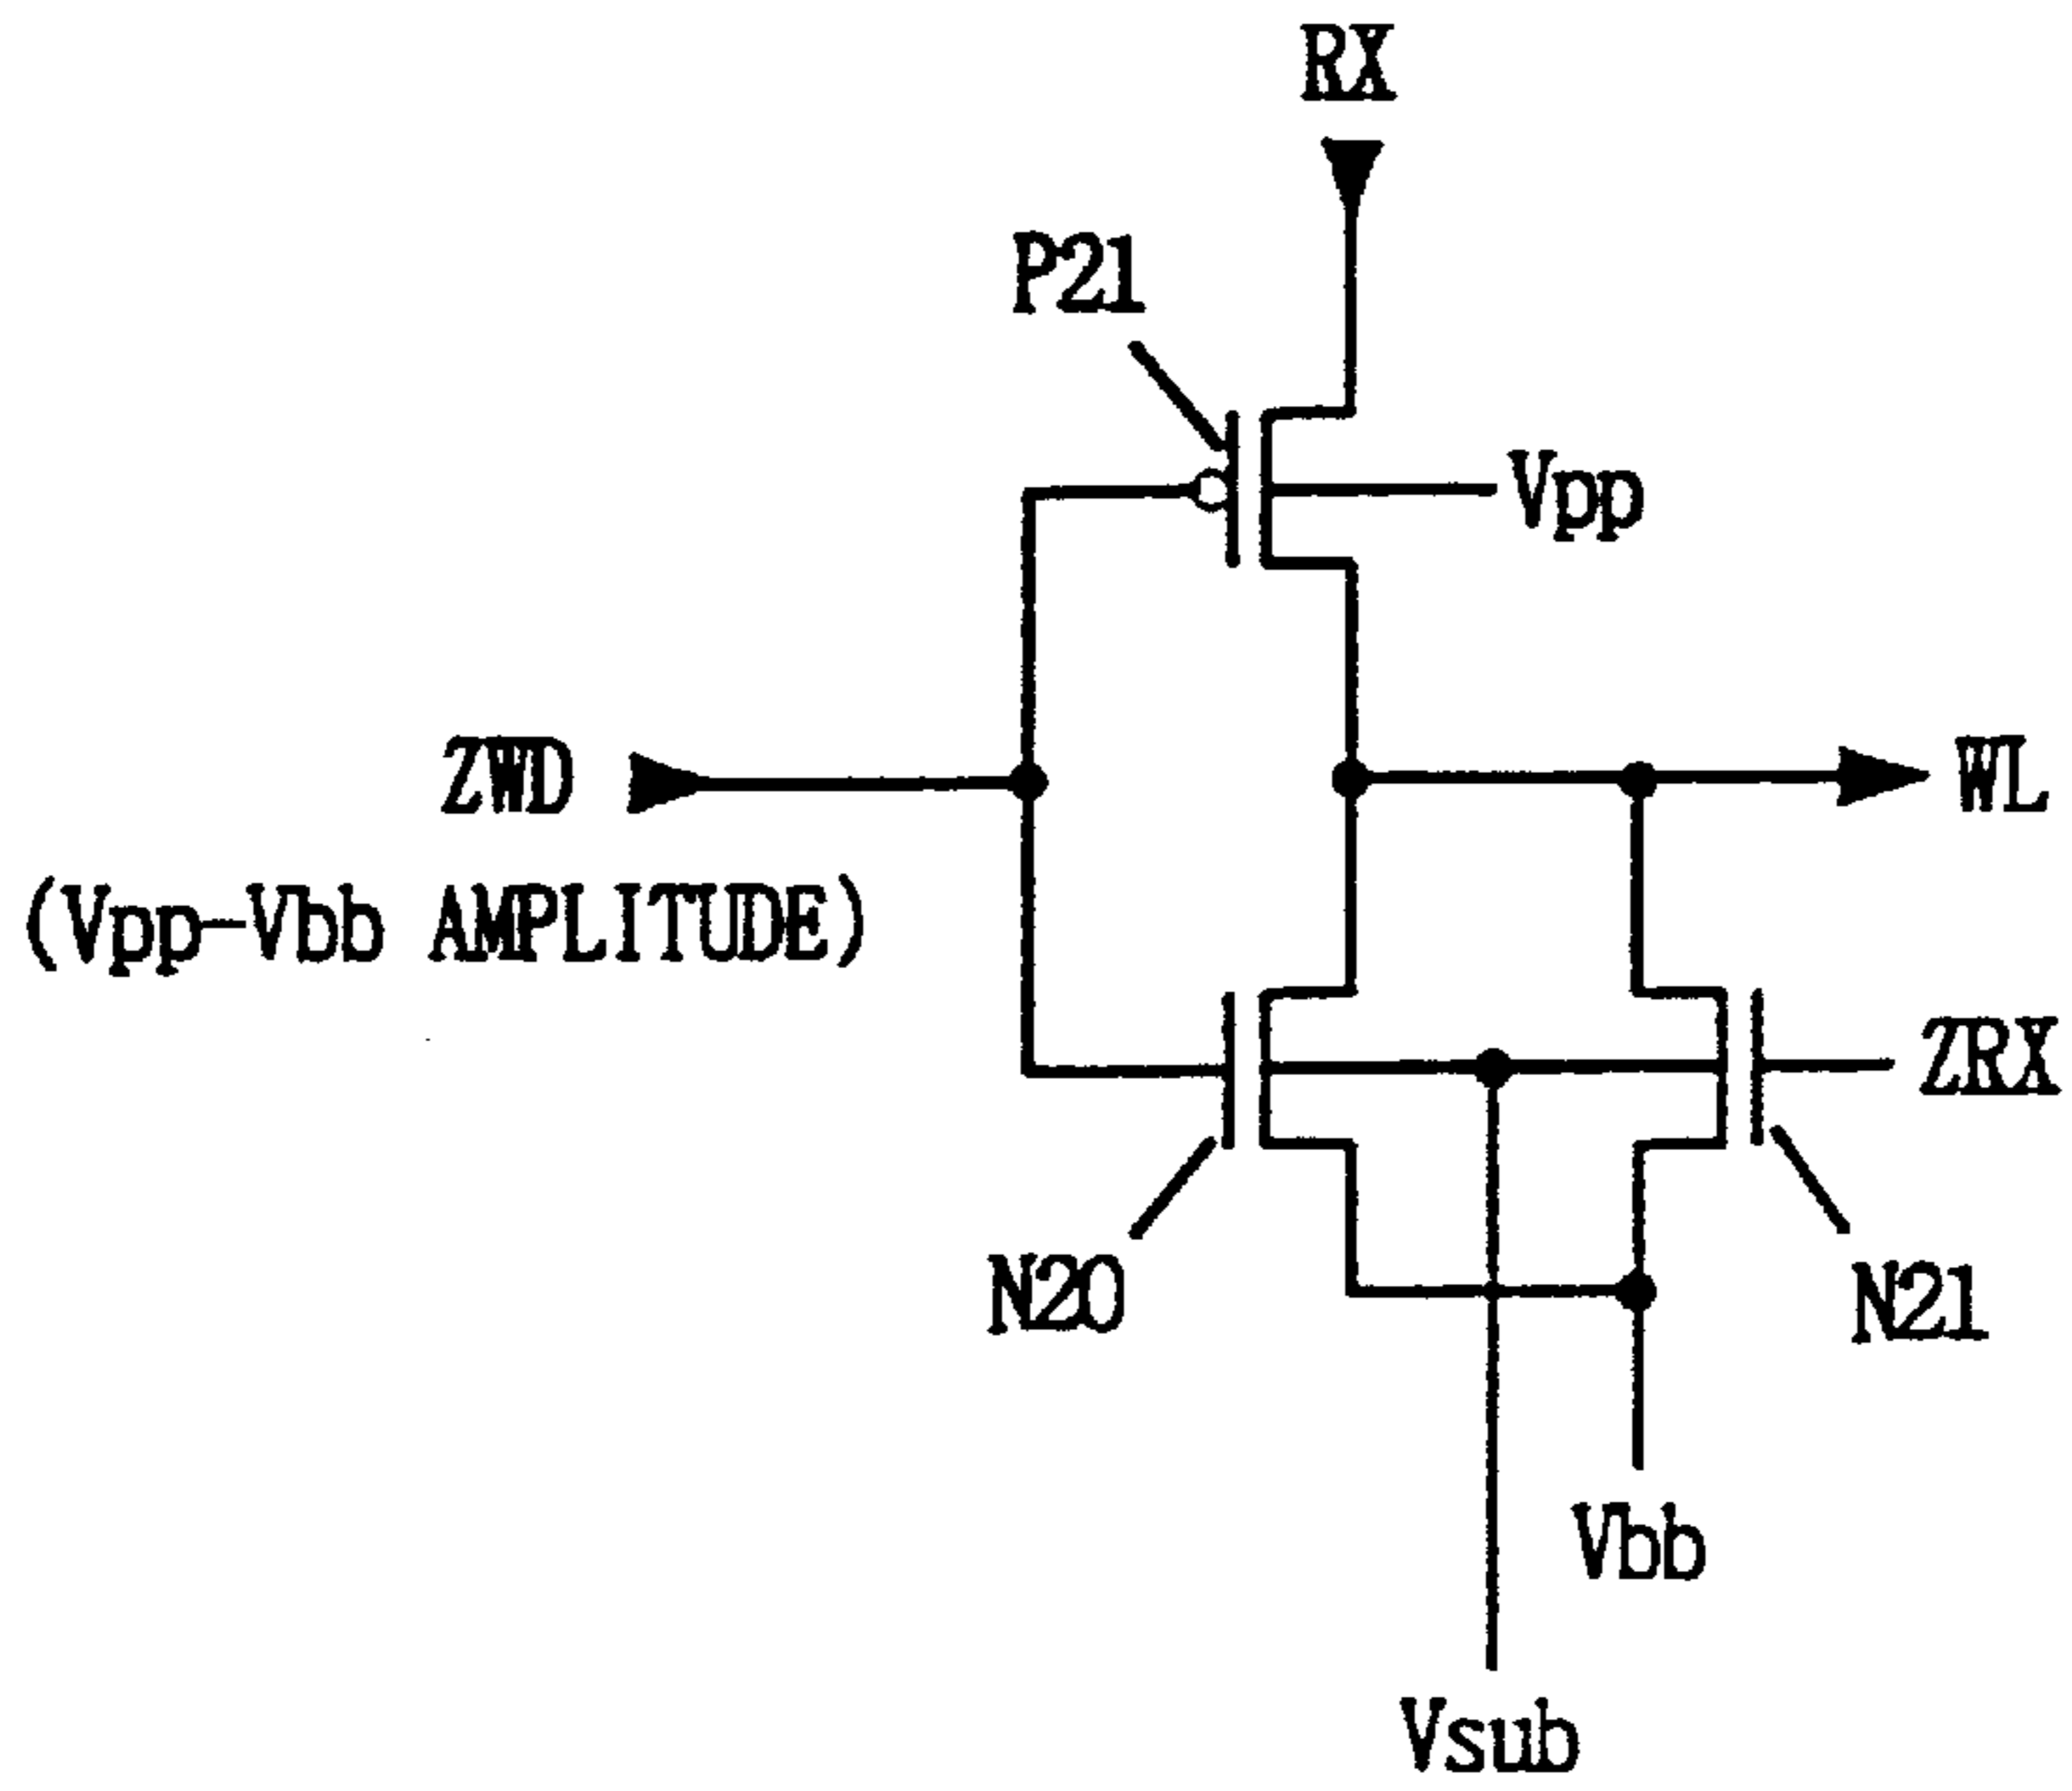 RX
P21
Vpp
ZWD
WL
(Vpp-Vbb AMPLITUDE)
ZRX
N20
N21
Vbb
Vsub